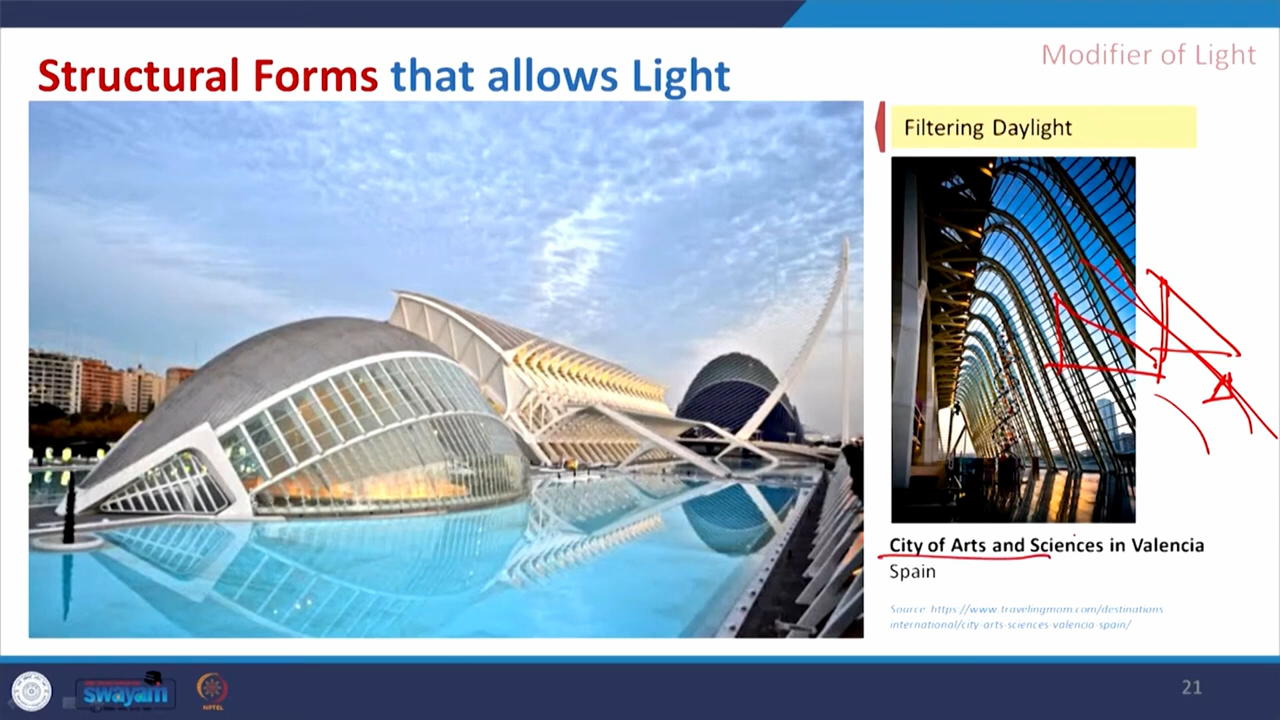 Modifier of Light
Structural Forms that allows Light
Filtering Daylight
City of Arts and Sciences in Valencia
Spain
Source: https://www.travelingmom.com/destinations
international/city-arts-sciences-valencia-spain/
swayam
NPTEL
21